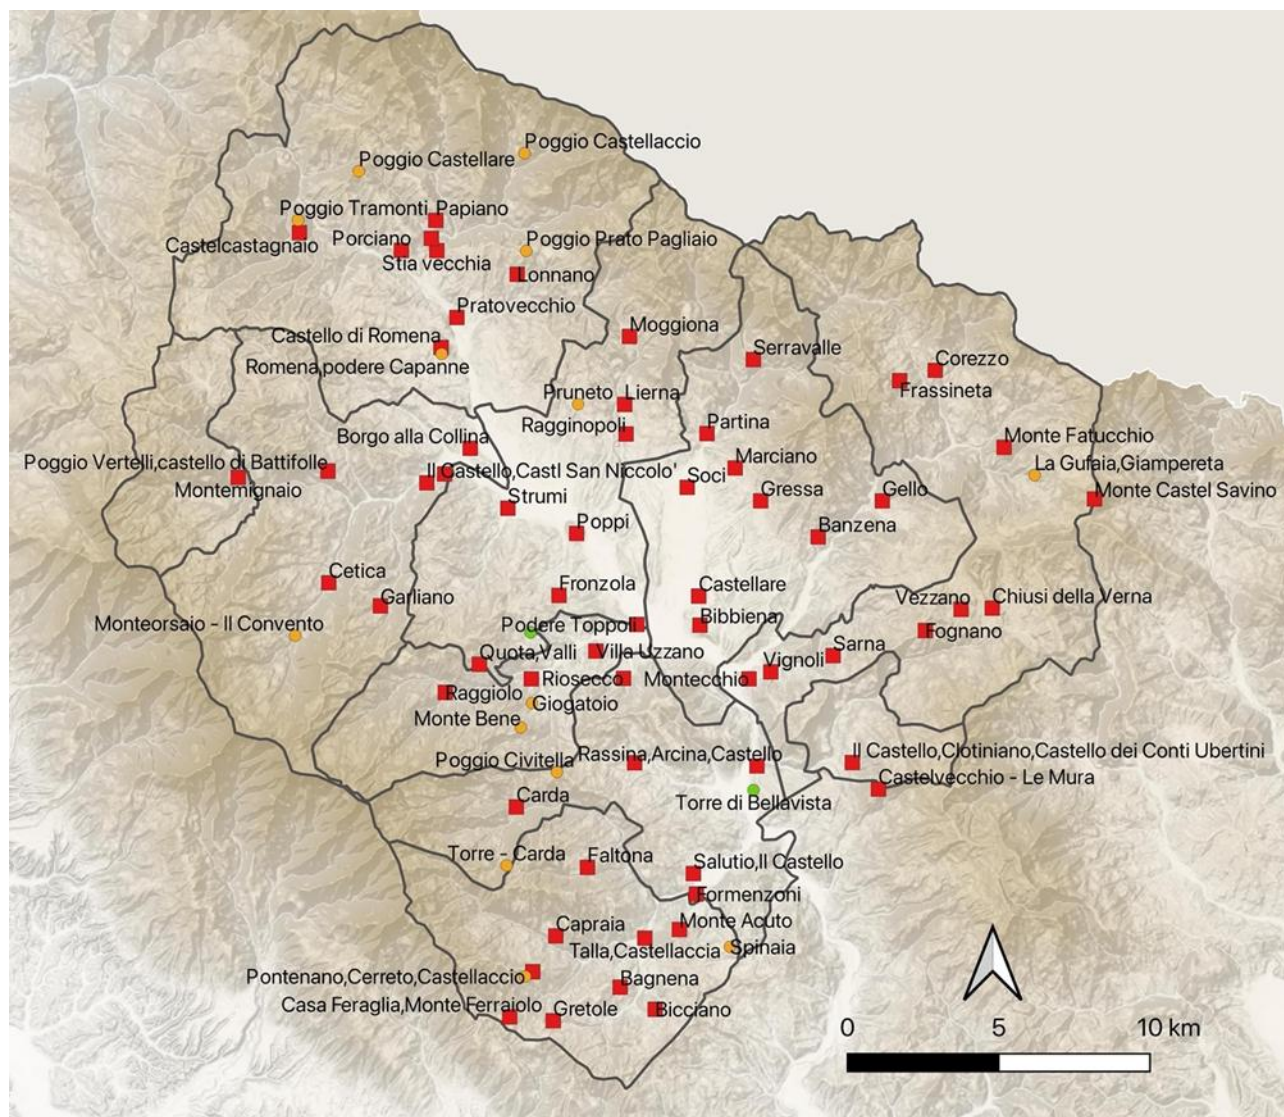 Poggio Castellaccio
Poggio Castellare
Poggio Tramonti
Papiano
Castelcastagnaio
Porciano
Poggio Prato Pagliaio
Stia vecchia
Lonnano
Pratovecchio
Moggiona
Castello di Romena
Serravalle
Romena,podere Capanne
Corezzo
Frassineta
Pruneto
Lierna
Ragginopoli
Partina
Borgo alla Collina
Monte Fatucchio
Poggio Vertelli,castello di Battifolle
Il Castello,Castl San Niccolo'
Marciano
La Gufaia,Giampereta
Montemignaio
Soci
Gressa
Gello
Monte Castel Savino
Strumi
Poppi
Banzena
Cetica
Fronzola
Castellare
Garliano
Vezzano
Chiusi della Verna
Monteorsaio - Il Convento
Podere Toppoli
Bibbiena
Fognano
Quota,Valli
Villa Uzzano
Sarna
Vignoli
Raggiolo
Riosecco
Montecchio
Giogatoio
Monte Bene
Poggio Civitella
Rassina,Arcina,Castello
Il Castello,Clotiniano,Castello dei Conti Ubertini
Castelvecchio - Le Mura
Carda
Torre di Bellavista
Torre - Carda
Faltona
Salutio,Il Castello
Formenzoni
Capraia
Monte Acuto
Talla,Castellaccia
Spinaia
Pontenano,Cerreto,Castellaccio
Bagnena
Casa Feraglia,Monte Ferraiolo
Gretole
Bicciano
0 5 10 km